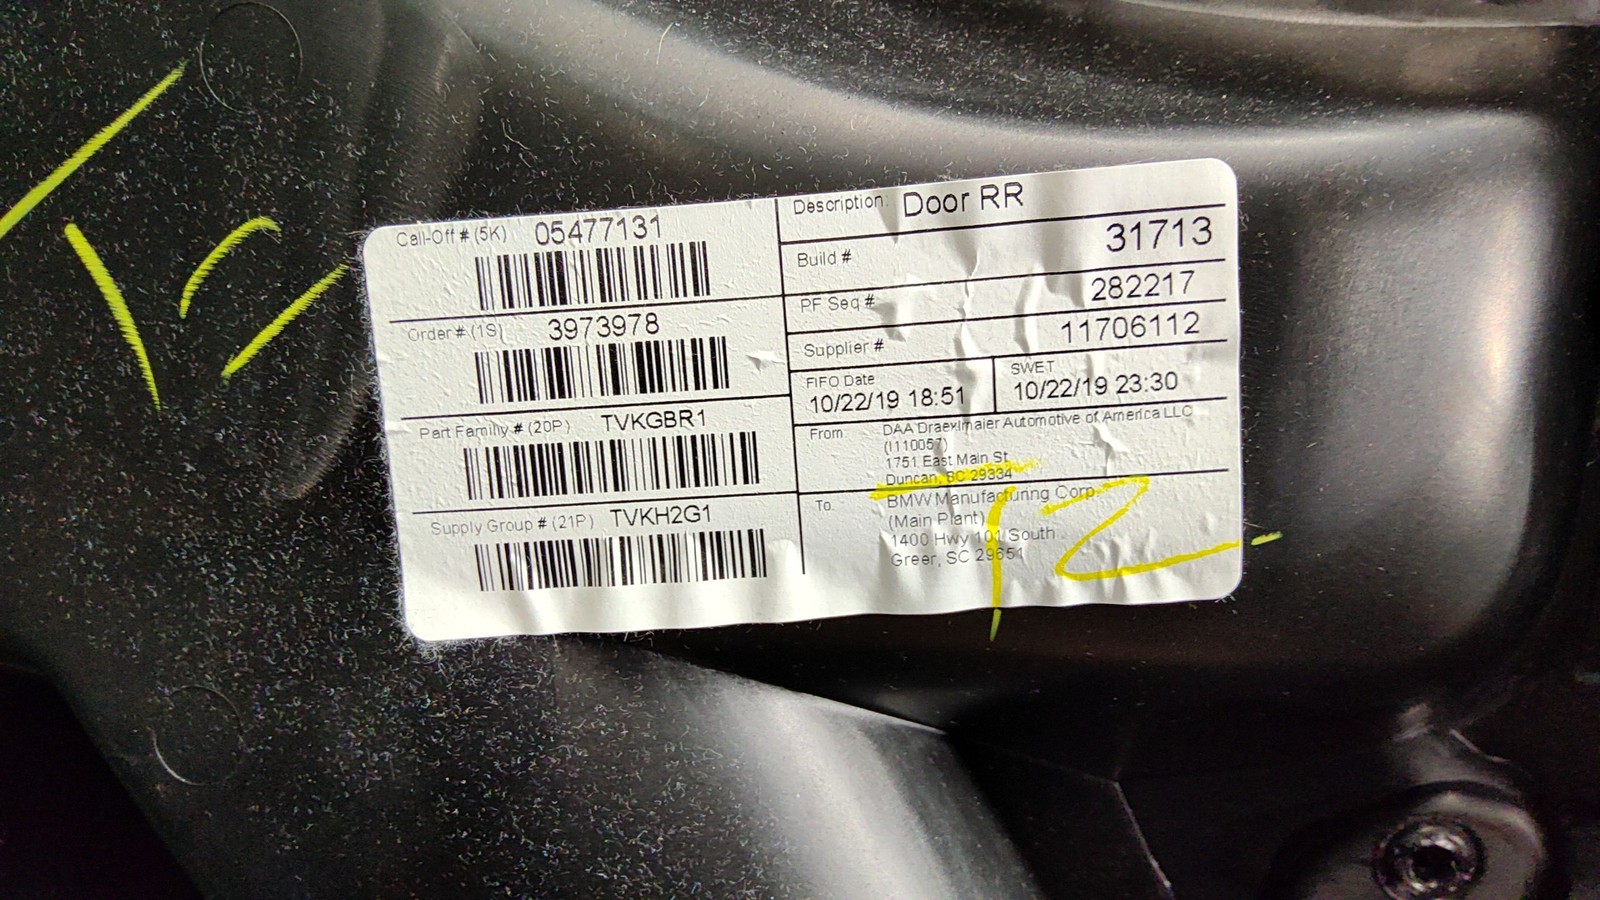 Call-Off # (5K) 05477131
Order # (1S) 3973978
Part Family # (20P) TVKGBR1
Supply Group # (21P) TVKH2G1
Description: Door RR
Build # 31713
PF Seq # 282217
Supplier # 11706112
FIFO Date
10/22/19 18:51
SWET
10/22/19 23:30
From DAA Draexlmaier Automotive of America LLC
(I110057)
1751 East Main St
Duncan, SC 29334
To BMW Manufacturing Corp.
(Main Plant)
1400 Hwy 101 South
Greer, SC 29651